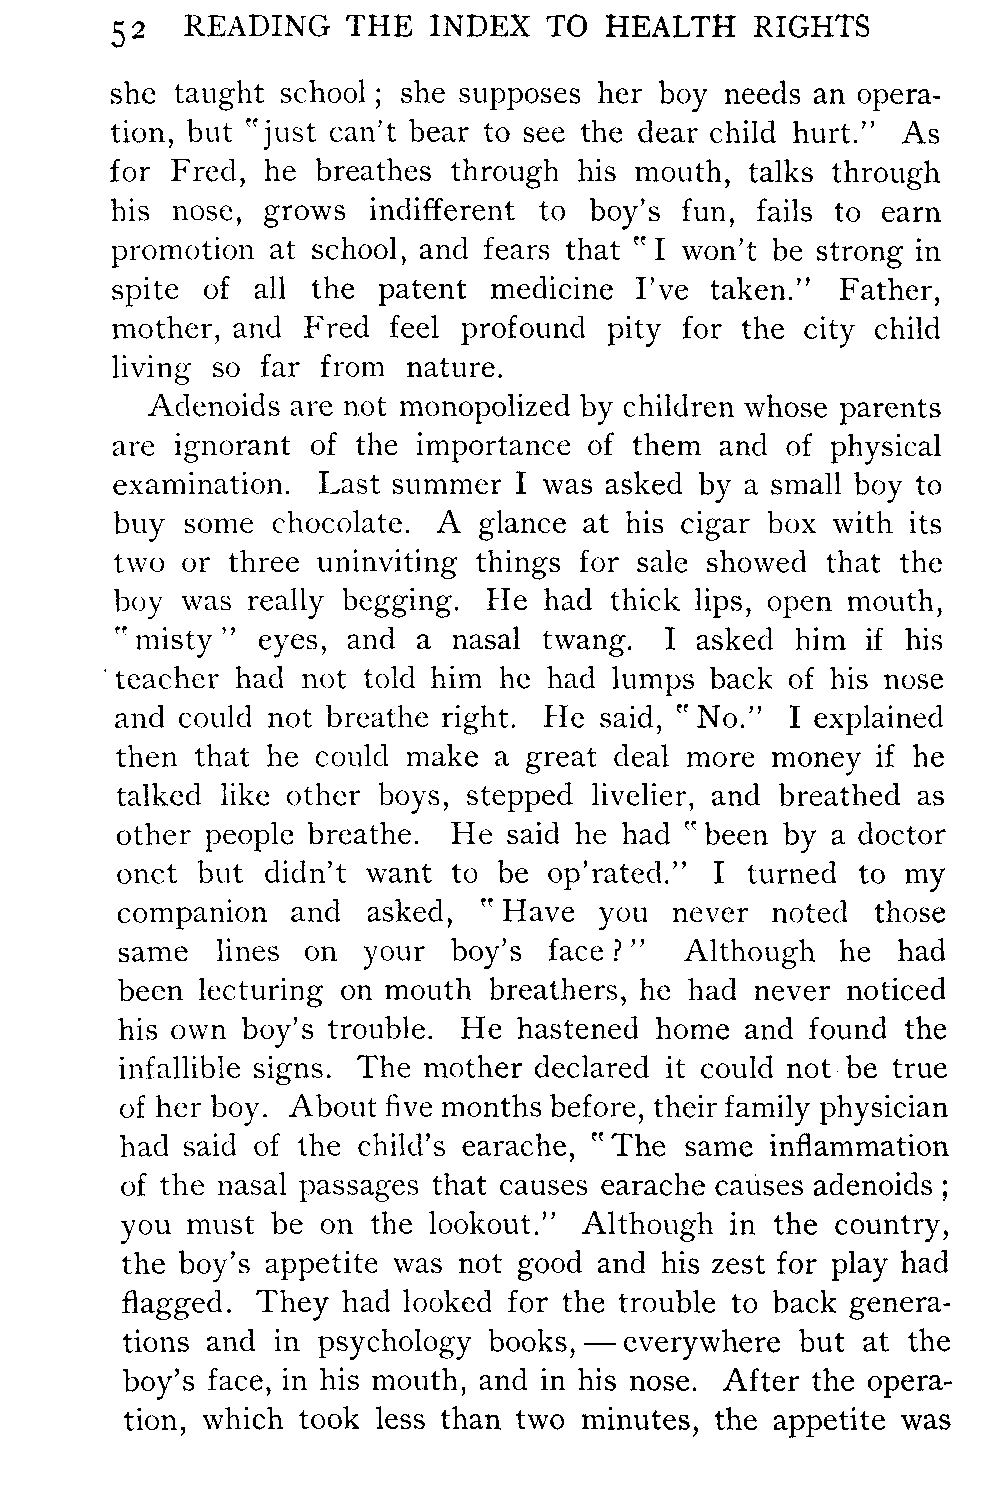 52 READING THE INDEX TO HEALTH RIGHTS
she taught school; she supposes her boy needs an opera-
tion, but "just can't bear to see the dear child hurt." As
for Fred, he breathes through his mouth, talks through
his nose, grows indifferent to boy's fun, fails to earn
promotion at school, and fears that "I won't be strong in
spite of all the patent medicine I've taken." Father,
mother, and Fred feel profound pity for the city child
living so far from nature.
Adenoids are not monopolized by children whose parents
are ignorant of the importance of them and of physical
examination. Last summer I was asked by a small boy to
buy some chocolate. A glance at his cigar box with its
two or three uninviting things for sale showed that the
boy was really begging. He had thick lips, open mouth,
"misty" eyes, and a nasal twang. I asked him if his
teacher had not told him he had lumps back of his nose
and could not breathe right. He said, "No." I explained
then that he could make a great deal more money if he
talked like other boys, stepped livelier, and breathed as
other people breathe. He said he had "been by a doctor
onct but didn't want to be op'rated." I turned to my
companion and asked, "Have you never noted those
same lines on your boy's face?" Although he had
been lecturing on mouth breathers, he had never noticed
his own boy's trouble. He hastened home and found the
infallible signs. The mother declared it could not be true
of her boy. About five months before, their family physician
had said of the child's earache, "The same inflammation
of the nasal passages that causes earache causes adenoids;
you must be on the lookout." Although in the country,
the boy's appetite was not good and his zest for play had
flagged. They had looked for the trouble to back genera-
tions and in psychology books, — everywhere but at the
boy's face, in his mouth, and in his nose. After the opera-
tion, which took less than two minutes, the appetite was